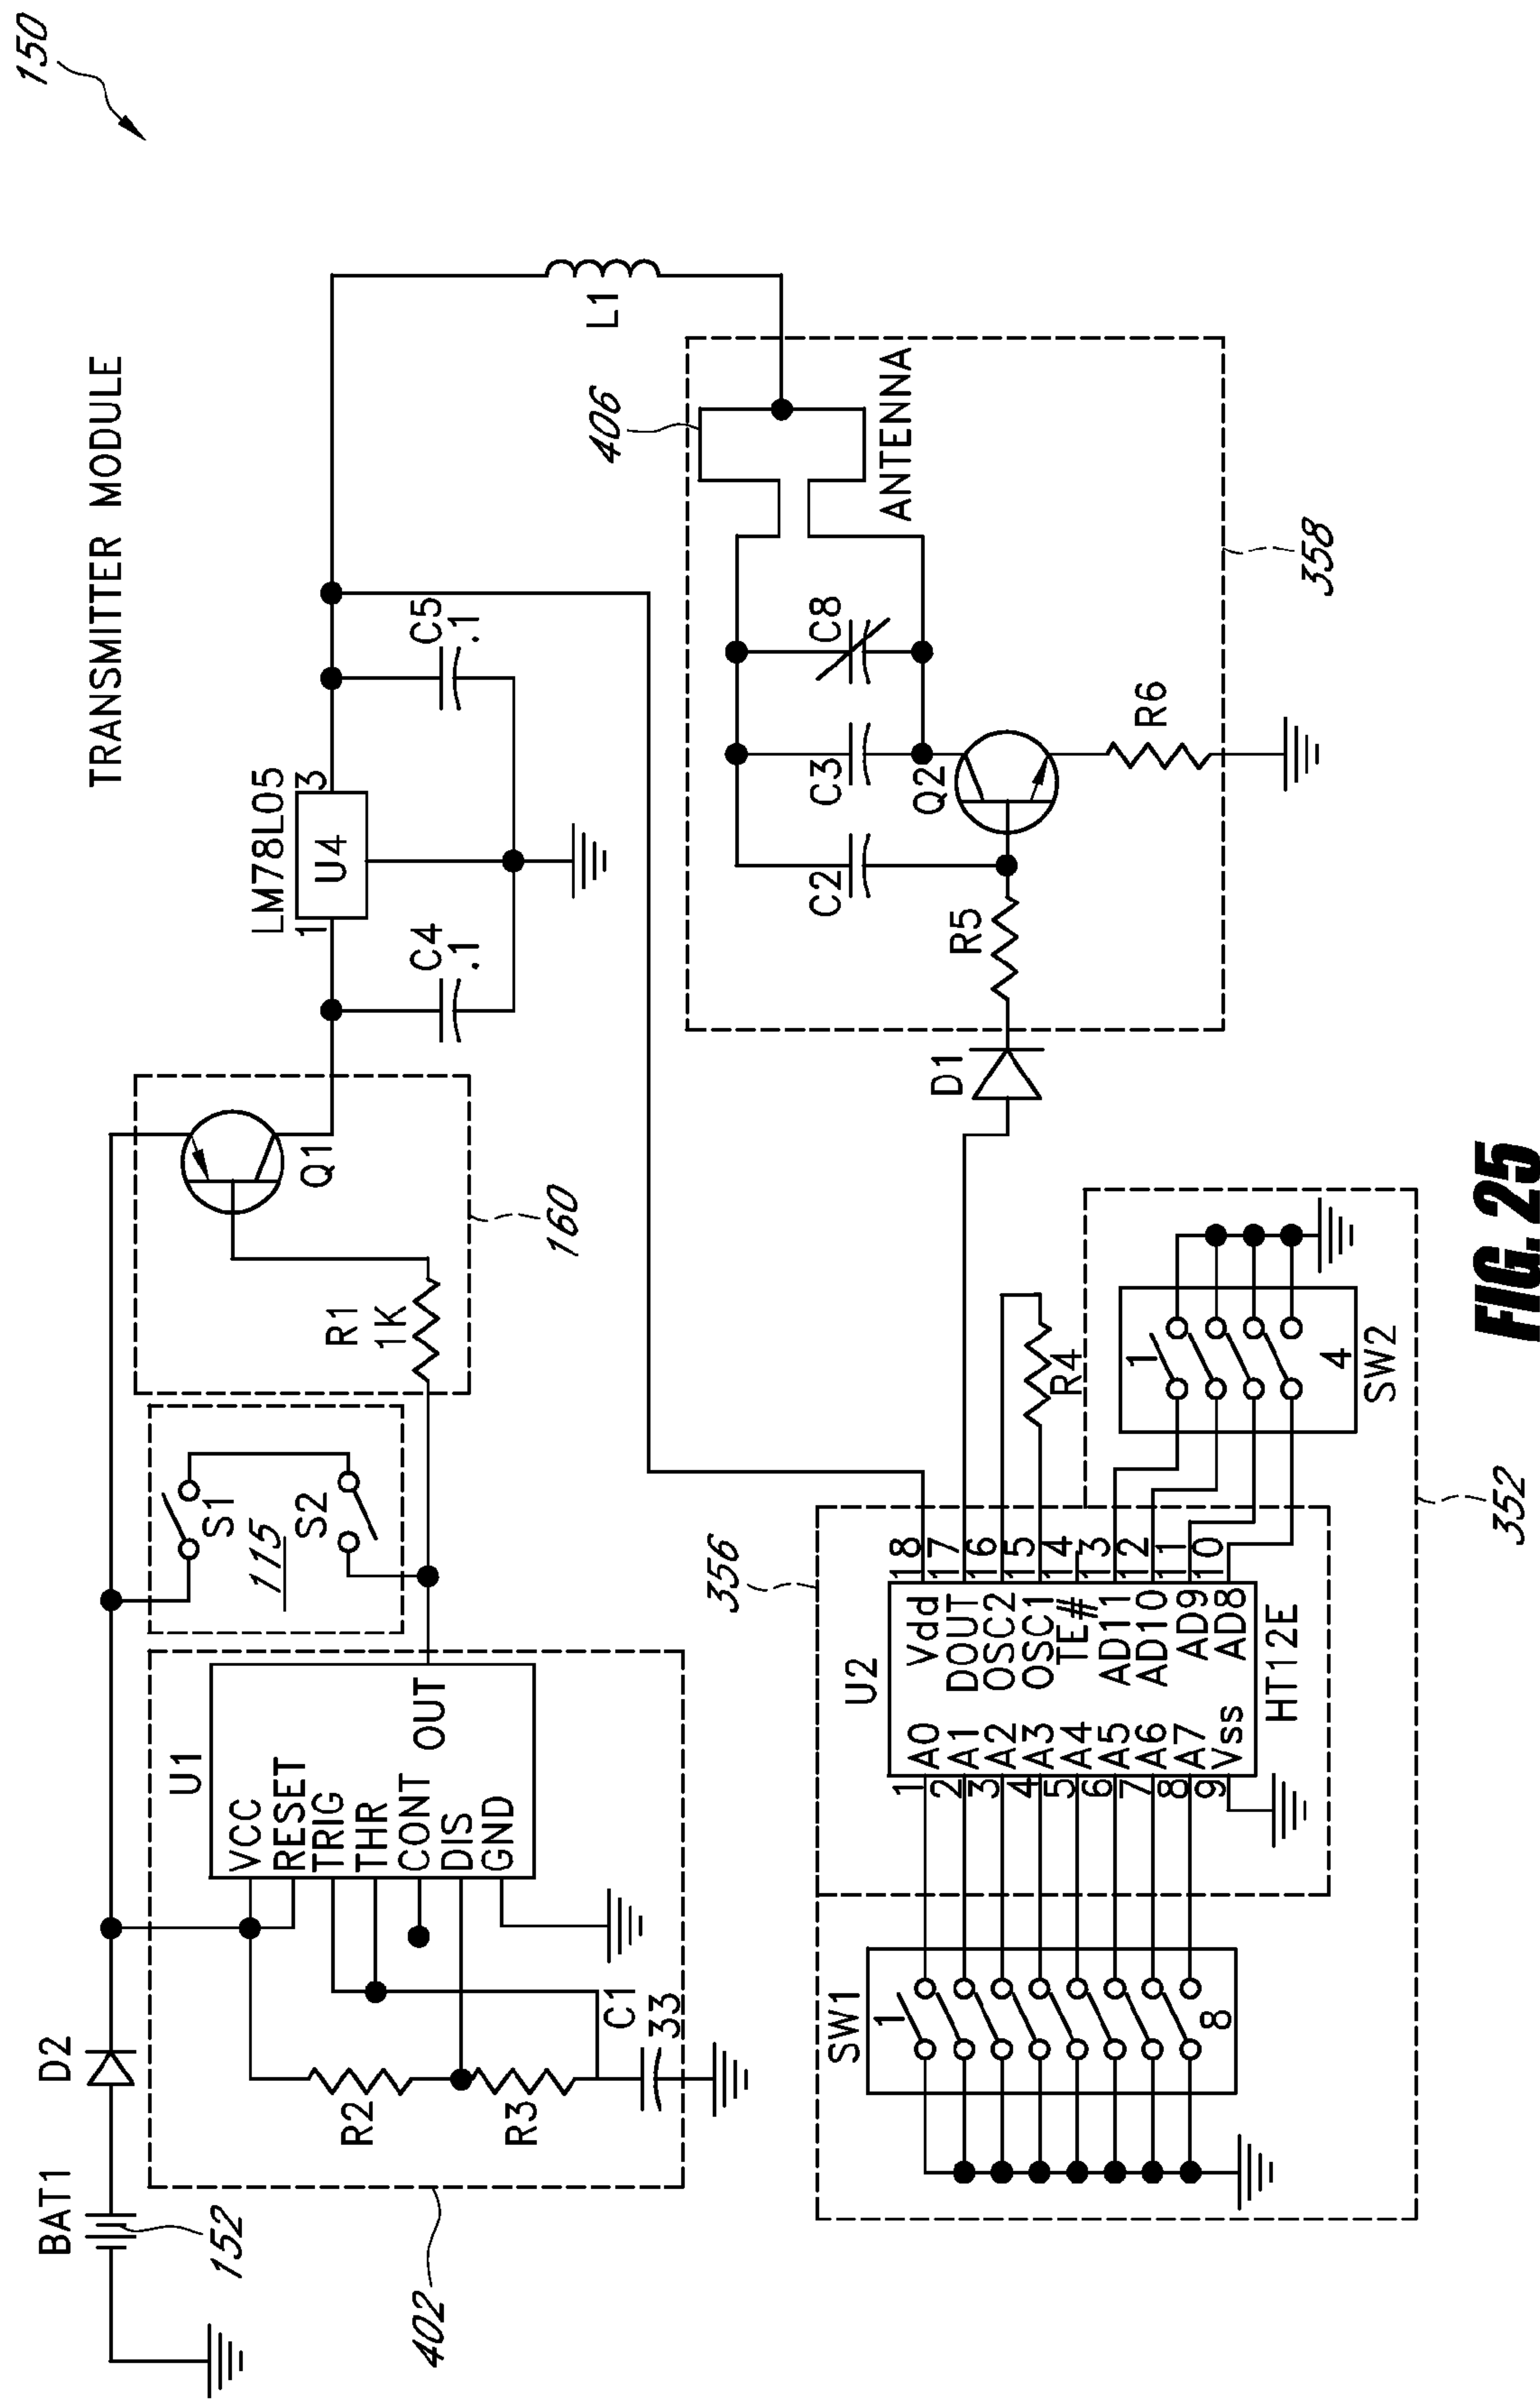 150
TRANSMITTER MODULE
BAT1
152
D2
402
U1
VCC
RESET
TRIG
THR
CONT
DIS
GND
OUT
R2
R3
C1
33
S1
115
S2
R1
1K
Q1
160
LM78L05
1
U4
3
C4
.1
C5
.1
L1
406
ANTENNA
C2
C3
C8
Q2
R5
R6
358
D1
SW1
1
8
356
U2
1 A0
2 A1
3 A2
4 A3
5 A4
6 A5
7 A6
8 A7
9 Vss
Vdd 18
DOUT 17
OSC2 16
OSC1 15
TE# 14
AD11 13
AD10 12
AD9 11
AD8 10
HT12E
R4
1
4
SW2
352
FIG. 25